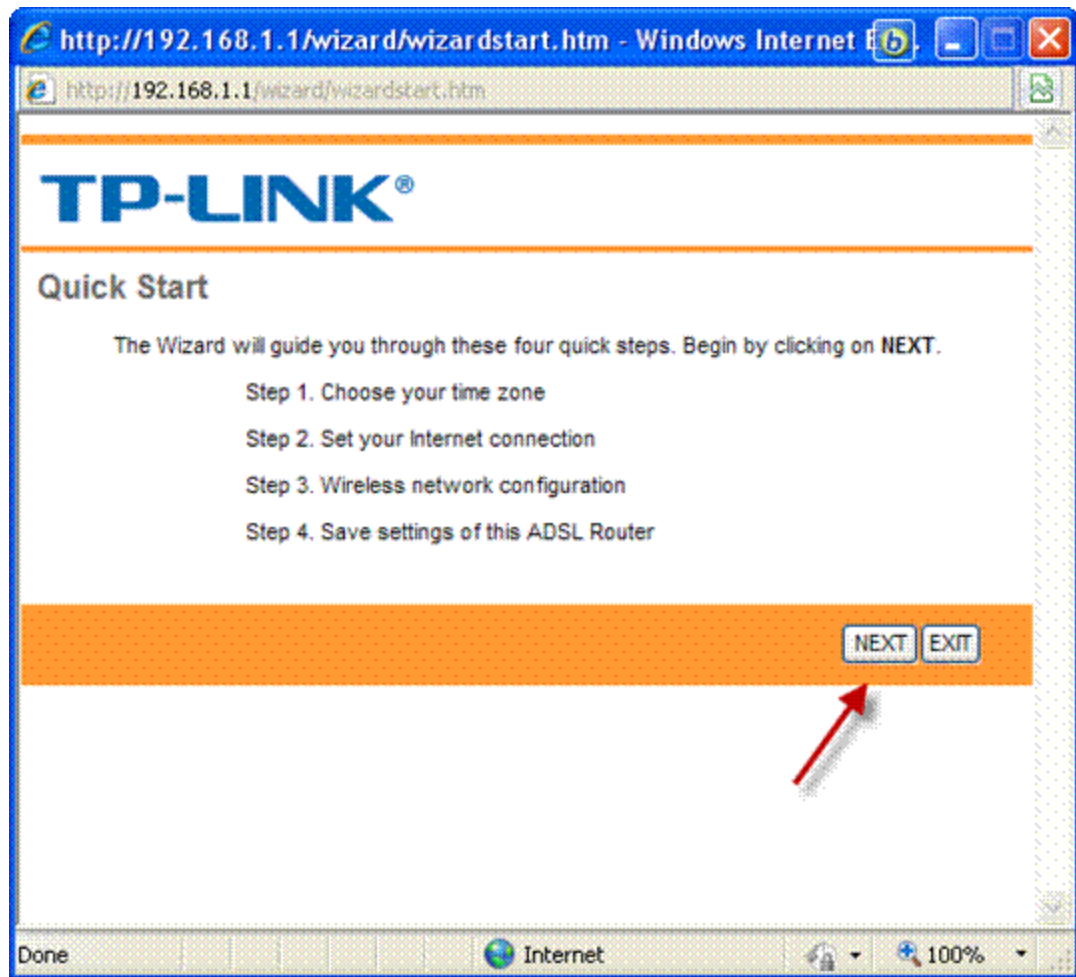 http://192.168.1.1/wizard/wizardstart.htm - Windows Internet E
http://192.168.1.1/wizard/wizardstart.htm
TP-LINK®
Quick Start
The Wizard will guide you through these four quick steps. Begin by clicking on NEXT.
Step 1. Choose your time zone
Step 2. Set your Internet connection
Step 3. Wireless network configuration
Step 4. Save settings of this ADSL Router
NEXT EXIT
Done Internet 100%